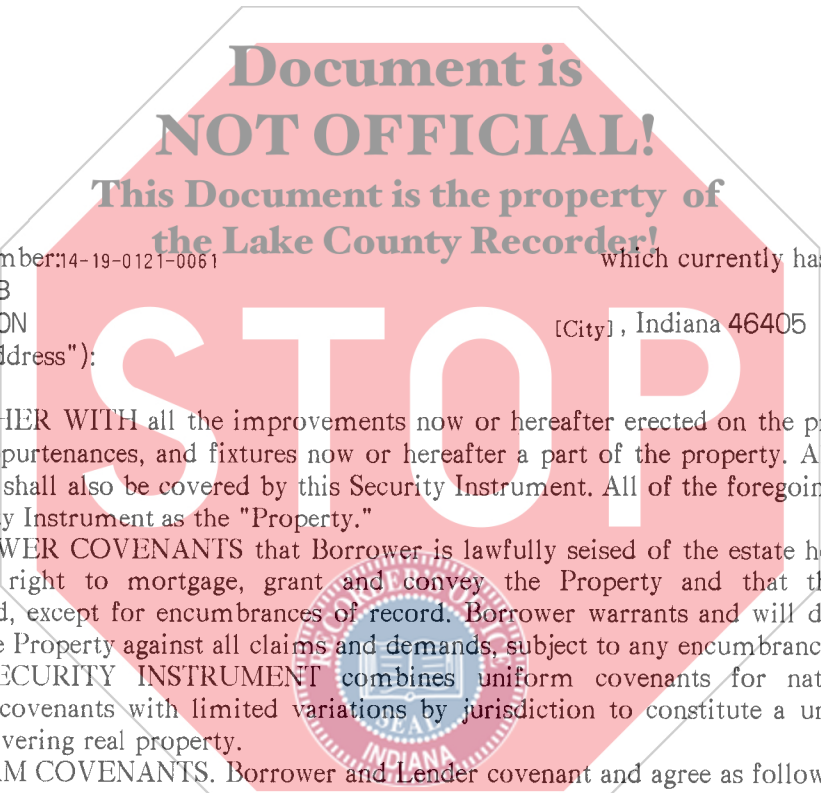 Document is
NOT OFFICIAL!
This Document is the property of
the Lake County Recorder!
mber:14-19-0121-0061 which currently ha
B
ON [City] , Indiana 46405
ddress"):
STOP
HER WITH all the improvements now or hereafter erected on the p
purtenances, and fixtures now or hereafter a part of the property. A
shall also be covered by this Security Instrument. All of the foregoin
y Instrument as the "Property."
WER COVENANTS that Borrower is lawfully seised of the estate h
right to mortgage, grant and convey the Property and that th
d, except for encumbrances of record. Borrower warrants and will d
e Property against all claims and demands, subject to any encumbranc
ECURITY INSTRUMENT combines uniform covenants for nat
covenants with limited variations by jurisdiction to constitute a u
vering real property.
RM COVENANTS. Borrower and Lender covenant and agree as follow
RECORDER'S OFFICE
SEAL
INDIANA